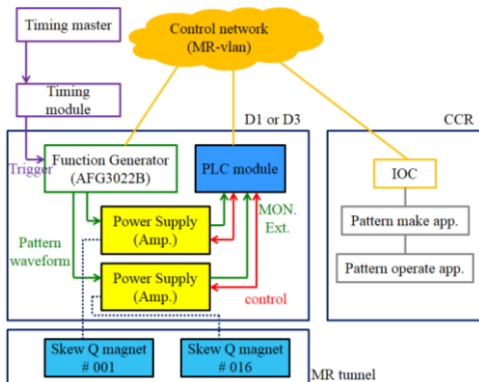 Timing master
Control network
(MR-vlan)
Timing
module
D1 or D3
CCR
Trigger
Function Generator
(AFG3022B)
PLC module
IOC
MON.
Ext.
Pattern make app.
Power Supply
(Amp.)
Pattern
waveform
Pattern operate app.
Power Supply
(Amp.)
control
Skew Q magnet
# 001
Skew Q magnet
# 016
MR tunnel